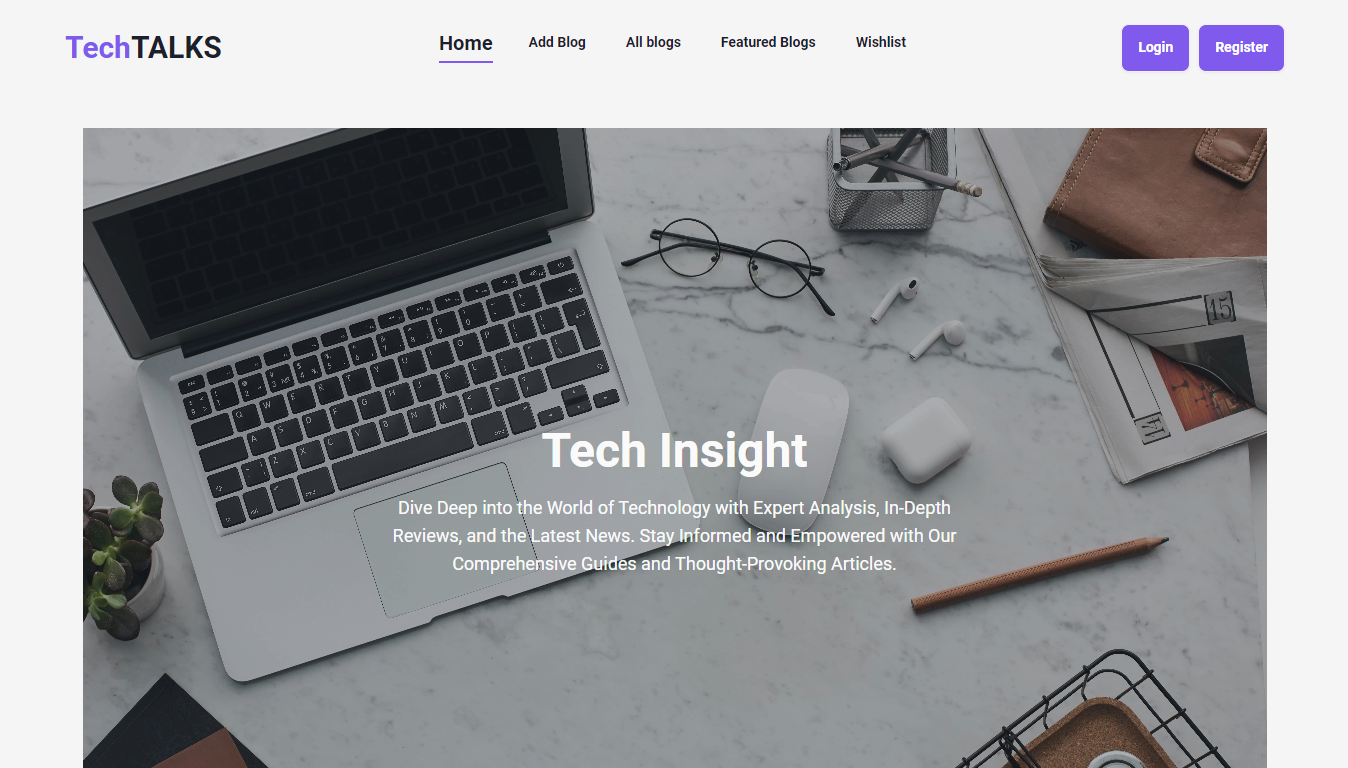 TechTALKS
Home
Add Blog
All blogs
Featured Blogs
Wishlist
Login
Register
15
14
Tech Insight
Dive Deep into the World of Technology with Expert Analysis, In-Depth
Reviews, and the Latest News. Stay Informed and Empowered with Our
Comprehensive Guides and Thought-Provoking Articles.